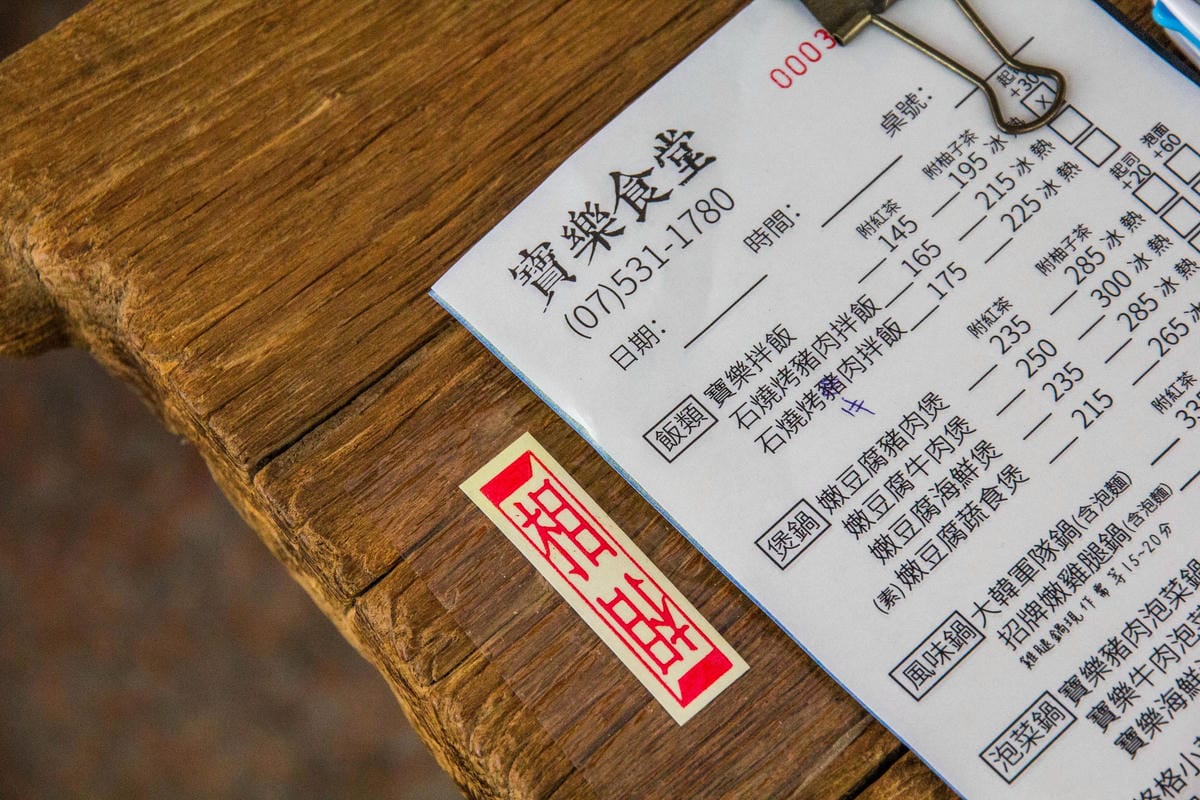 0003
寶樂食堂
(07)531-1780
日期: 時間: 桌號:
附紅茶 附柚子茶 +30
飯類 寶樂拌飯 145 195 冰 熱
石燒烤豬肉拌飯 165 215 冰 熱
石燒烤豬肉拌飯 175 225 冰 熱
牛
附紅茶 附柚子茶 起司+20 泡面+60
煲鍋 嫩豆腐豬肉煲 235 285 冰 熱
嫩豆腐牛肉煲 250 300 冰 熱
嫩豆腐海鮮煲 235 285 冰 熱
(素)嫩豆腐蔬食煲 215 265 冰
附紅茶
風味鍋 大韓軍隊鍋(含泡麵)
招牌嫩雞腿鍋(含泡麵)
雞腿鍋現作需等15~20分
泡菜鍋 寶樂豬肉泡菜鍋
寶樂牛肉泡菜
寶樂海鮮